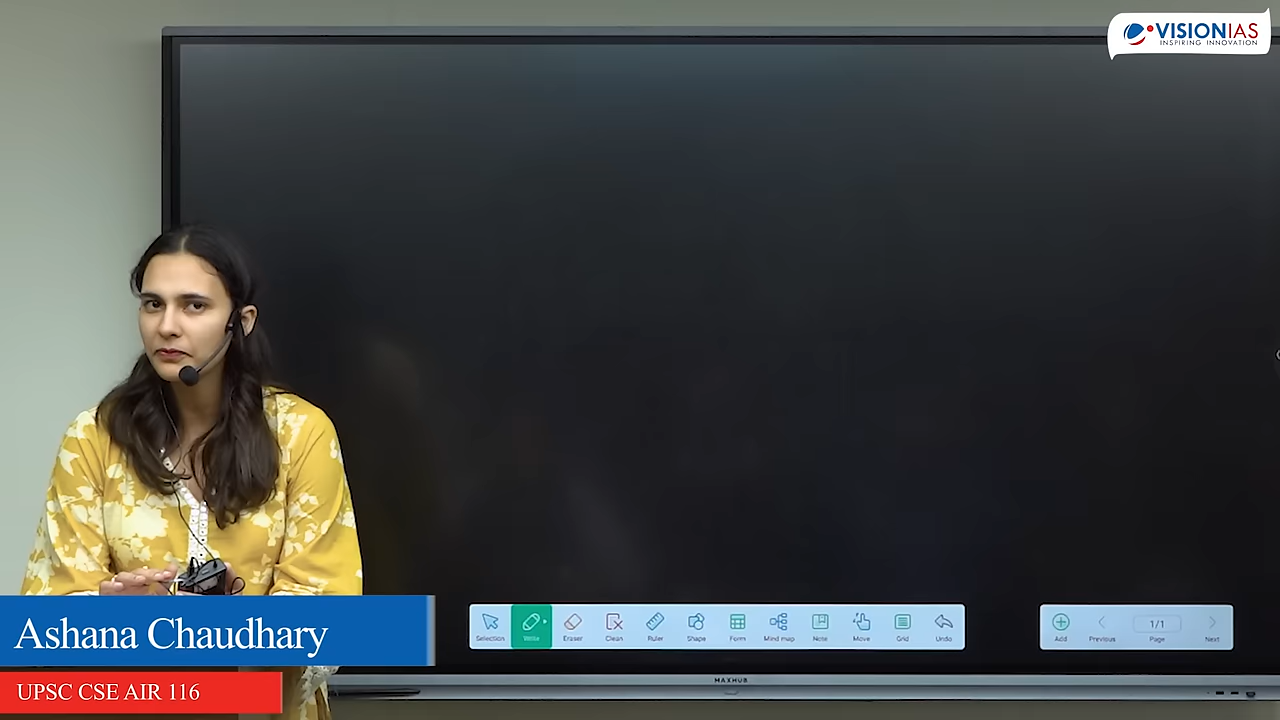 VISIONIAS
INSPIRING INNOVATION
Ashana Chaudhary
UPSC CSE AIR 116
Selection
Write
Eraser
Clean
Ruler
Shape
Form
Mind map
Note
Move
Grid
Undo
Add
Previous
1/1
Page
Next
MAXHUB